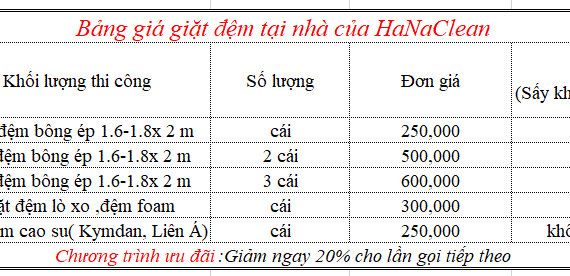 Bảng giá giặt đệm tại nhà của HaNaClean
Khối lượng thi công Số lượng Đơn giá (Sấy kh
đệm bông ép 1.6-1.8x 2 m cái 250,000
đệm bông ép 1.6-1.8x 2 m 2 cái 500,000
đệm bông ép 1.6-1.8x 2 m 3 cái 600,000
ặt đệm lò xo ,đệm foam cái 300,000
m cao su( Kymdan, Liên Á) cái 250,000 khô
Chương trình ưu đãi :Giảm ngay 20% cho lần gọi tiếp theo